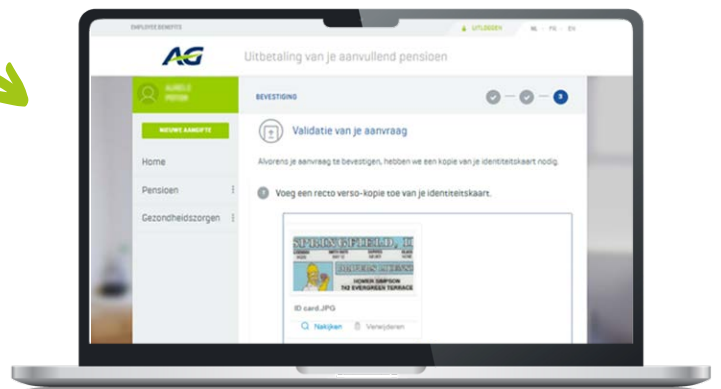 EMPLOYEE BENEFITS
UITLOGGEN
NL - FR - EN
AG
Uitbetaling van je aanvullend pensioen
BEVESTIGING
3
NIEUWE AANGIFTE
Validatie van je aanvraag
Home
Alvorens je aanvraag te bevestigen, hebben we een kopie van je identiteitskaart nodig.
Pensioen
Voeg een recto verso-kopie toe van je identiteitskaart.
Gezondheidszorgen
SPRINGFIELD,
DRIVERS LICENSE
HOMER SIMPSON
742 EVERGREEN TERRACE
ID card.JPG
Nakijken
Verwijderen